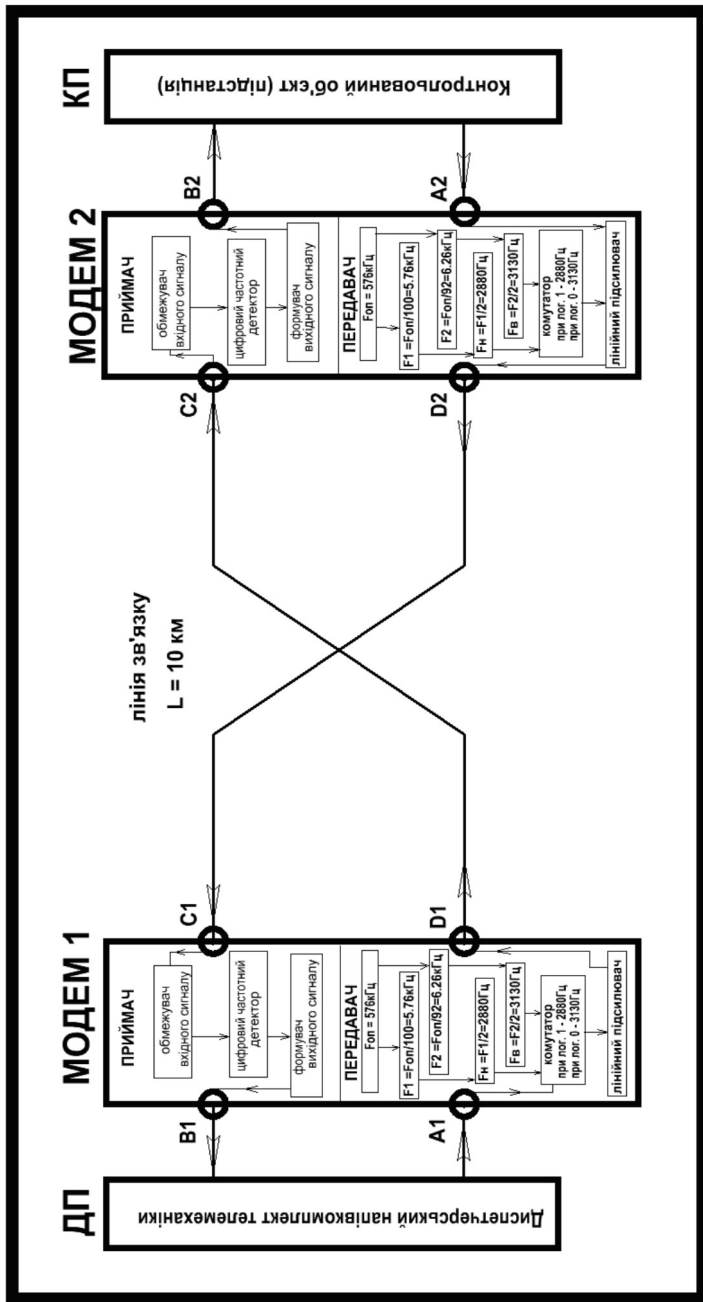 ДП
Диспетчерський напівкомплект телемеханіки
МОДЕМ 1
B1
C1
ПРИЙМАЧ
обмежувач
вхідного сигналу
цифровий частотний
детектор
формувач
вихідного сигналу
ПЕРЕДАВАЧ
Fоп = 576кГц
F1 =Fоп/100=5.76кГц
F2 =Fоп/92=6.26кГц
Fн =F1/2=2880Гц
Fв =F2/2=3130Гц
комутатор
при лог. 1 - 2880Гц
при лог. 0 - 3130Гц
лінійний підсилювач
A1
D1
лінія зв'язку
L = 10 км
МОДЕМ 2
C2
B2
ПРИЙМАЧ
обмежувач
вхідного сигналу
цифровий частотний
детектор
формувач
вихідного сигналу
ПЕРЕДАВАЧ
Fоп = 576кГц
F1 =Fоп/100=5.76кГц
F2 =Fоп/92=6.26кГц
Fн =F1/2=2880Гц
Fв =F2/2=3130Гц
комутатор
при лог. 1 - 2880Гц
при лог. 0 - 3130Гц
лінійний підсилювач
D2
A2
КП
Контрольований об'єкт (підстанція)